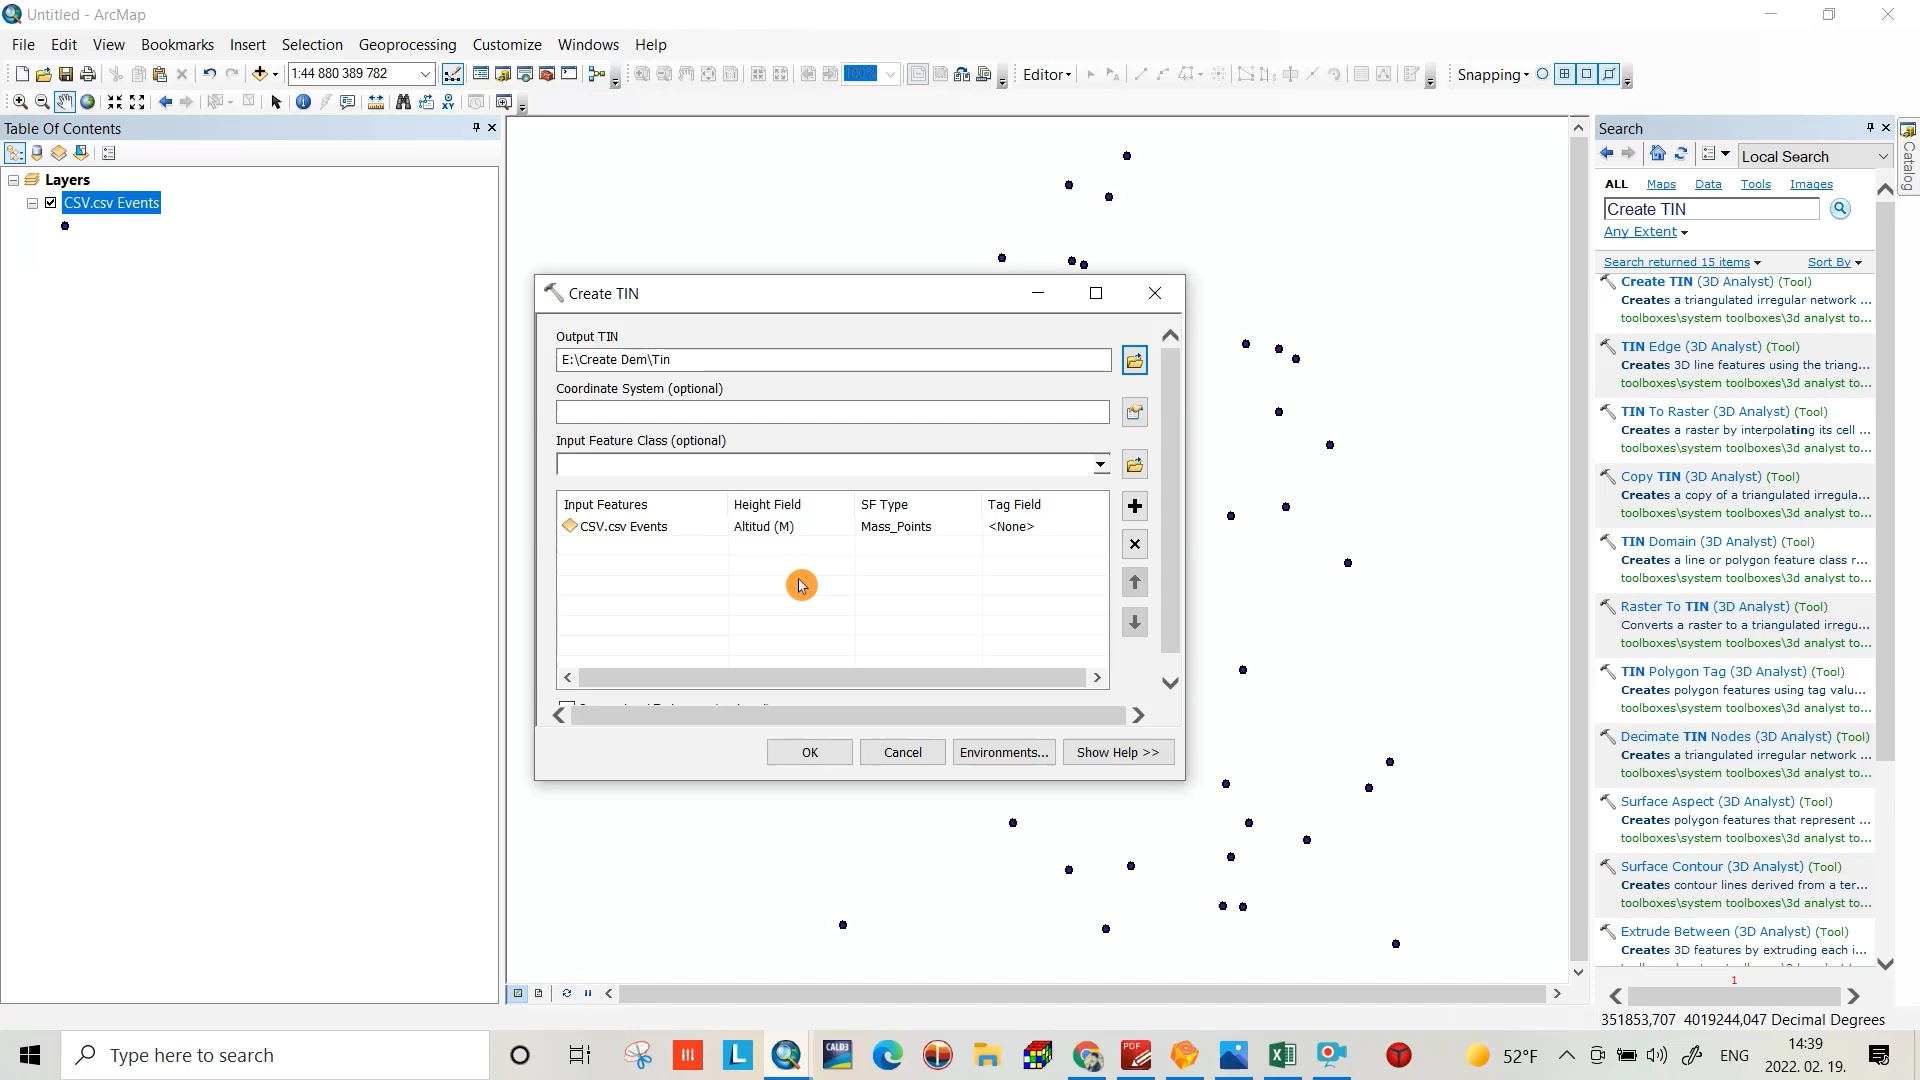 Untitled - ArcMap
File Edit View Bookmarks Insert Selection Geoprocessing Customize Windows Help
1:44 880 389 782
100%
Editor
Snapping
Table Of Contents
Layers
CSV.csv Events
Create TIN
Output TIN
E:\Create Dem\Tin
Coordinate System (optional)
Input Feature Class (optional)
Input Features Height Field SF Type Tag Field
CSV.csv Events Altitud (M) Mass_Points <None>
OK Cancel Environments... Show Help >>
Search
Local Search
ALL Maps Data Tools Images
Create TIN
Any Extent
Search returned 15 items Sort By
Create TIN (3D Analyst) (Tool)
Creates a triangulated irregular network ...
toolboxes\system toolboxes\3d analyst to...
TIN Edge (3D Analyst) (Tool)
Creates 3D line features using the triang...
toolboxes\system toolboxes\3d analyst to...
TIN To Raster (3D Analyst) (Tool)
Creates a raster by interpolating its cell ...
toolboxes\system toolboxes\3d analyst to...
Copy TIN (3D Analyst) (Tool)
Creates a copy of a triangulated irregula...
toolboxes\system toolboxes\3d analyst to...
TIN Domain (3D Analyst) (Tool)
Creates a line or polygon feature class r...
toolboxes\system toolboxes\3d analyst to...
Raster To TIN (3D Analyst) (Tool)
Converts a raster to a triangulated irregu...
toolboxes\system toolboxes\3d analyst to...
TIN Polygon Tag (3D Analyst) (Tool)
Creates polygon features using tag valu...
toolboxes\system toolboxes\3d analyst to...
Decimate TIN Nodes (3D Analyst) (Tool)
Creates a triangulated irregular network ...
toolboxes\system toolboxes\3d analyst to...
Surface Aspect (3D Analyst) (Tool)
Creates polygon features that represent ...
toolboxes\system toolboxes\3d analyst to...
Surface Contour (3D Analyst) (Tool)
Creates contour lines derived from a ter...
toolboxes\system toolboxes\3d analyst to...
Extrude Between (3D Analyst) (Tool)
Creates 3D features by extruding each i...
1
Catalog
351853,707 4019244,047 Decimal Degrees
Type here to search
CALD3
PDF
52°F
ENG
14:39
2022. 02. 19.